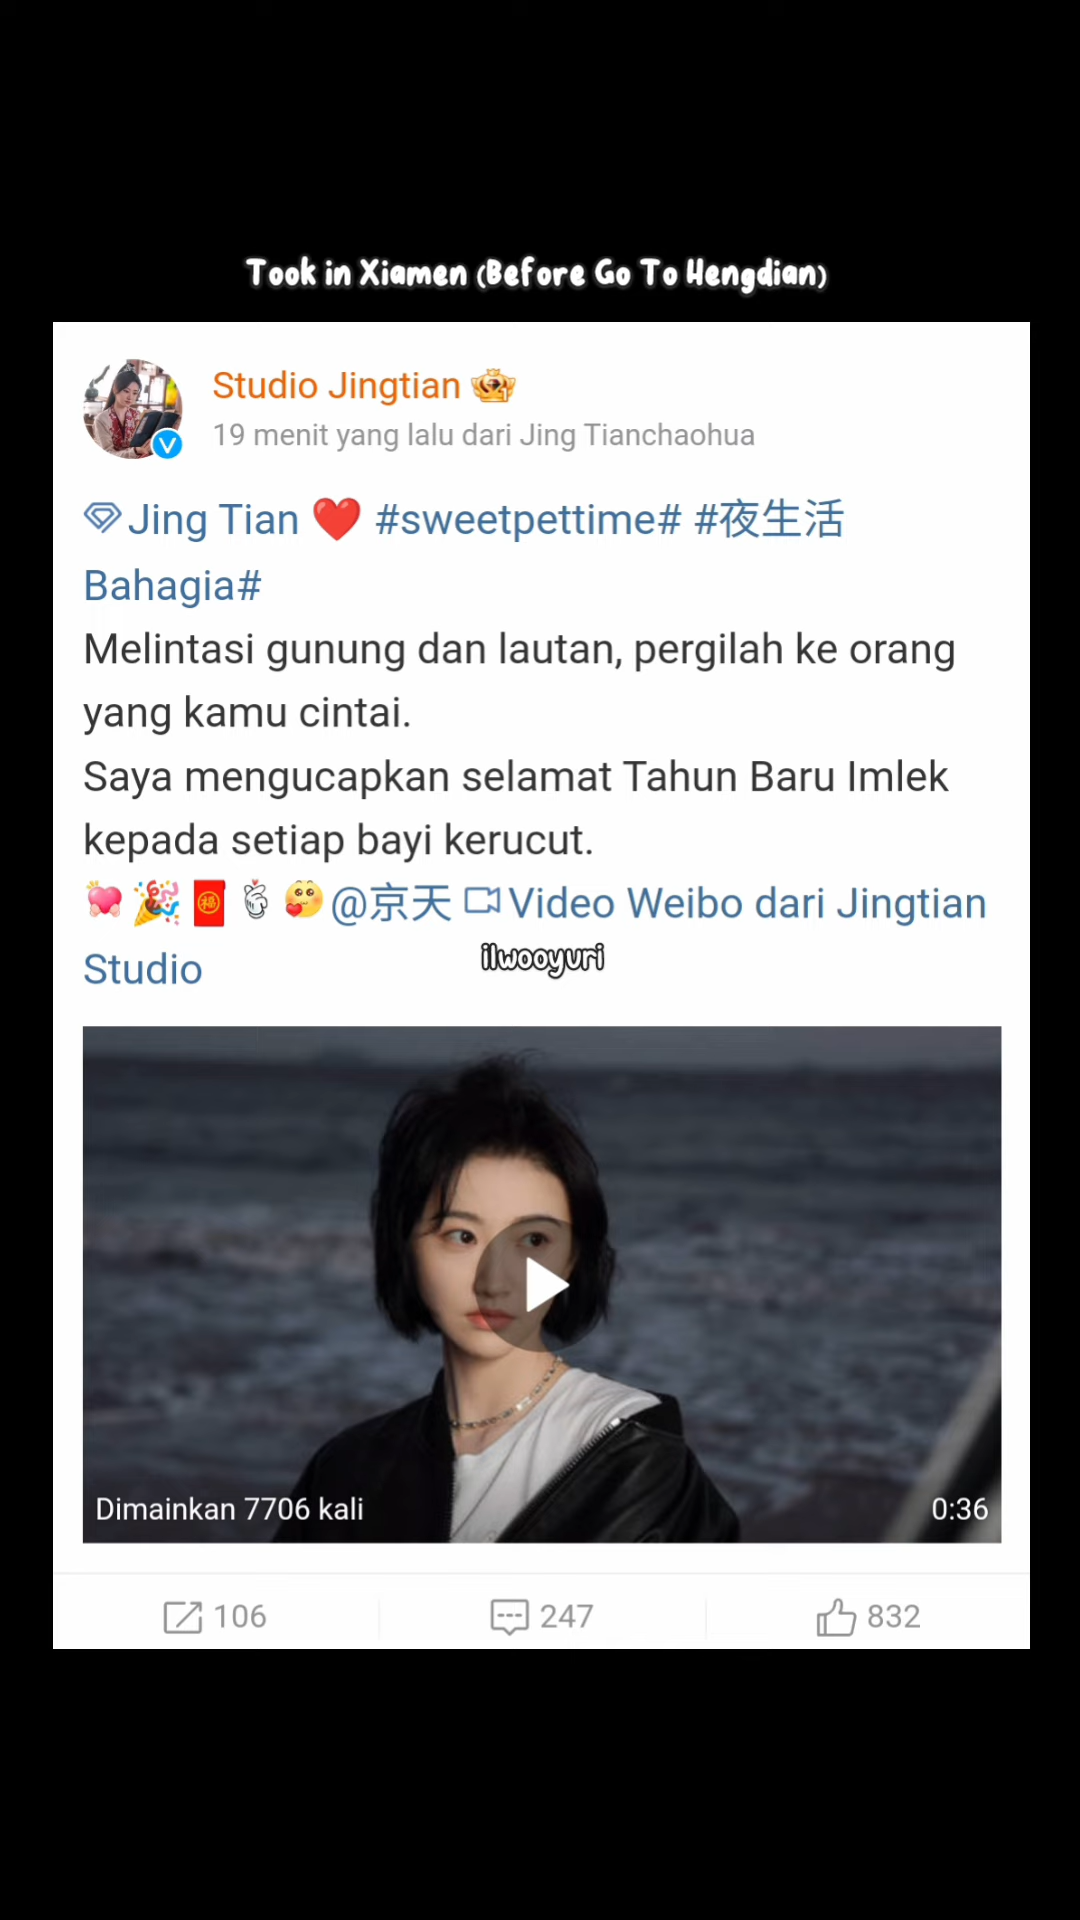 Took in Xiamen (Before Go To Hengdian)
Studio Jingtian
19 menit yang lalu dari Jing Tianchaohua
Jing Tian ❤️ #sweetpettime# #夜生活
Bahagia#
Melintasi gunung dan lautan, pergilah ke orang
yang kamu cintai.
Saya mengucapkan selamat Tahun Baru Imlek
kepada setiap bayi kerucut.
@京天 Video Weibo dari Jingtian
Studio
ilwooyuri
Dimainkan 7706 kali
0:36
106
247
832